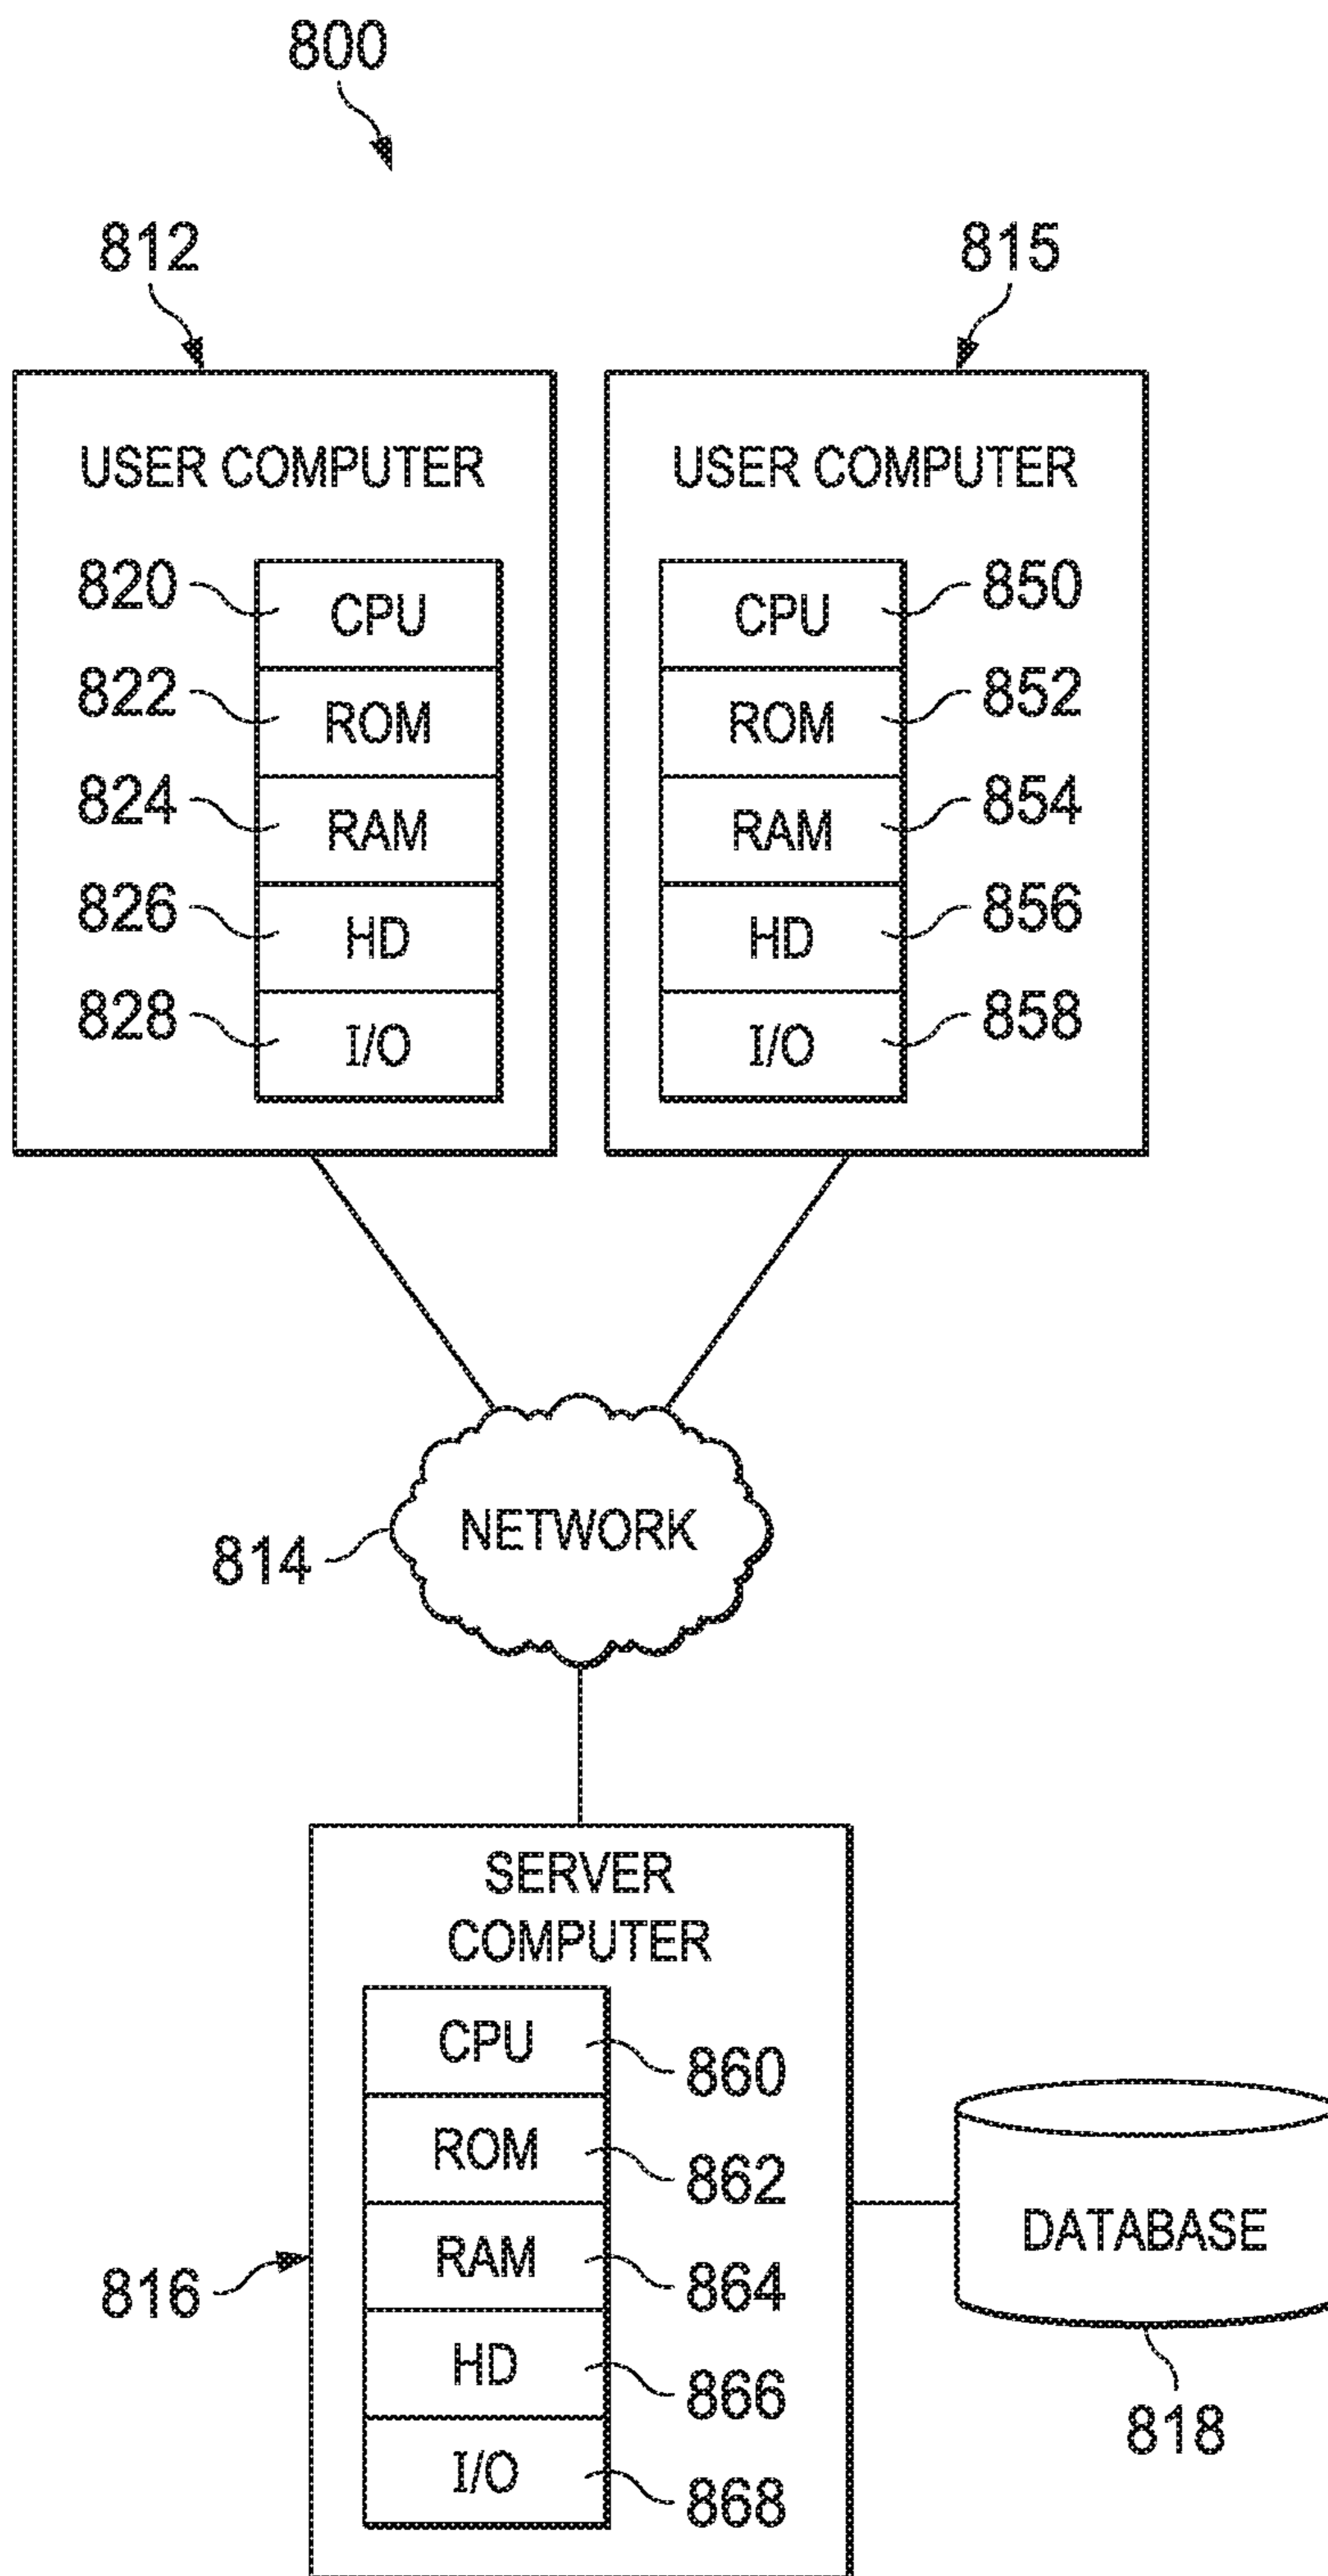 800
812
815
USER COMPUTER
USER COMPUTER
820
CPU
822
ROM
824
RAM
826
HD
828
I/O
CPU
850
ROM
852
RAM
854
HD
856
I/O
858
814
NETWORK
SERVER
COMPUTER
CPU
860
ROM
862
RAM
864
HD
866
I/O
868
816
DATABASE
818